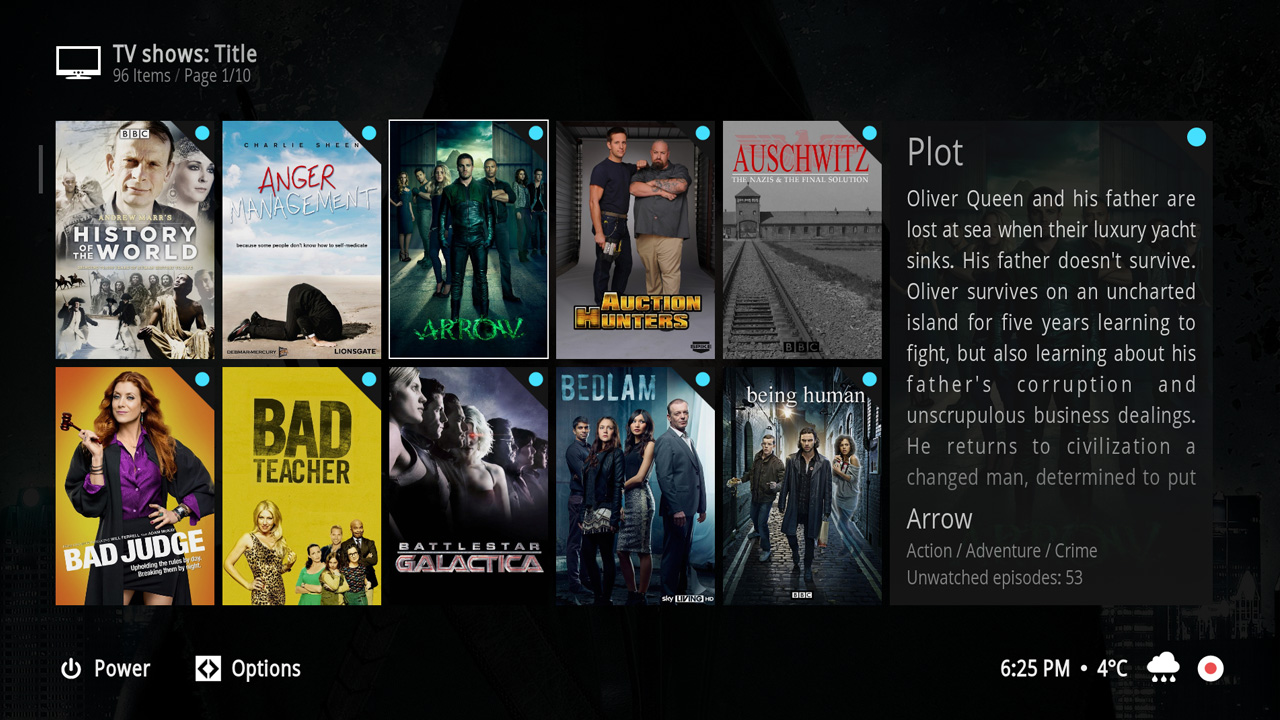 TV shows: Title
96 Items / Page 1/10
BBC
ANDREW MARR'S
HISTORY
OF THE WORLD
CHARLIE SHEEN
ANGER
MANAGEMENT
because some people don't know how to self-medicate
DEBMAR-MERCURY
LIONSGATE
ARROW
AUCTION
HUNTERS
SPIKE
AUSCHWITZ
THE NAZIS & THE FINAL SOLUTION
BBC
BAD JUDGE
Upholding the rules by day.
Breaking them by night.
BAD
TEACHER
BATTLESTAR
GALACTICA
BEDLAM
sky LIVING HD
being human
BBC
Plot
Oliver Queen and his father are
lost at sea when their luxury yacht
sinks. His father doesn't survive.
Oliver survives on an uncharted
island for five years learning to
fight, but also learning about his
father's corruption and
unscrupulous business dealings.
He returns to civilization a
changed man, determined to put
Arrow
Action / Adventure / Crime
Unwatched episodes: 53
Power
Options
6:25 PM • 4°C